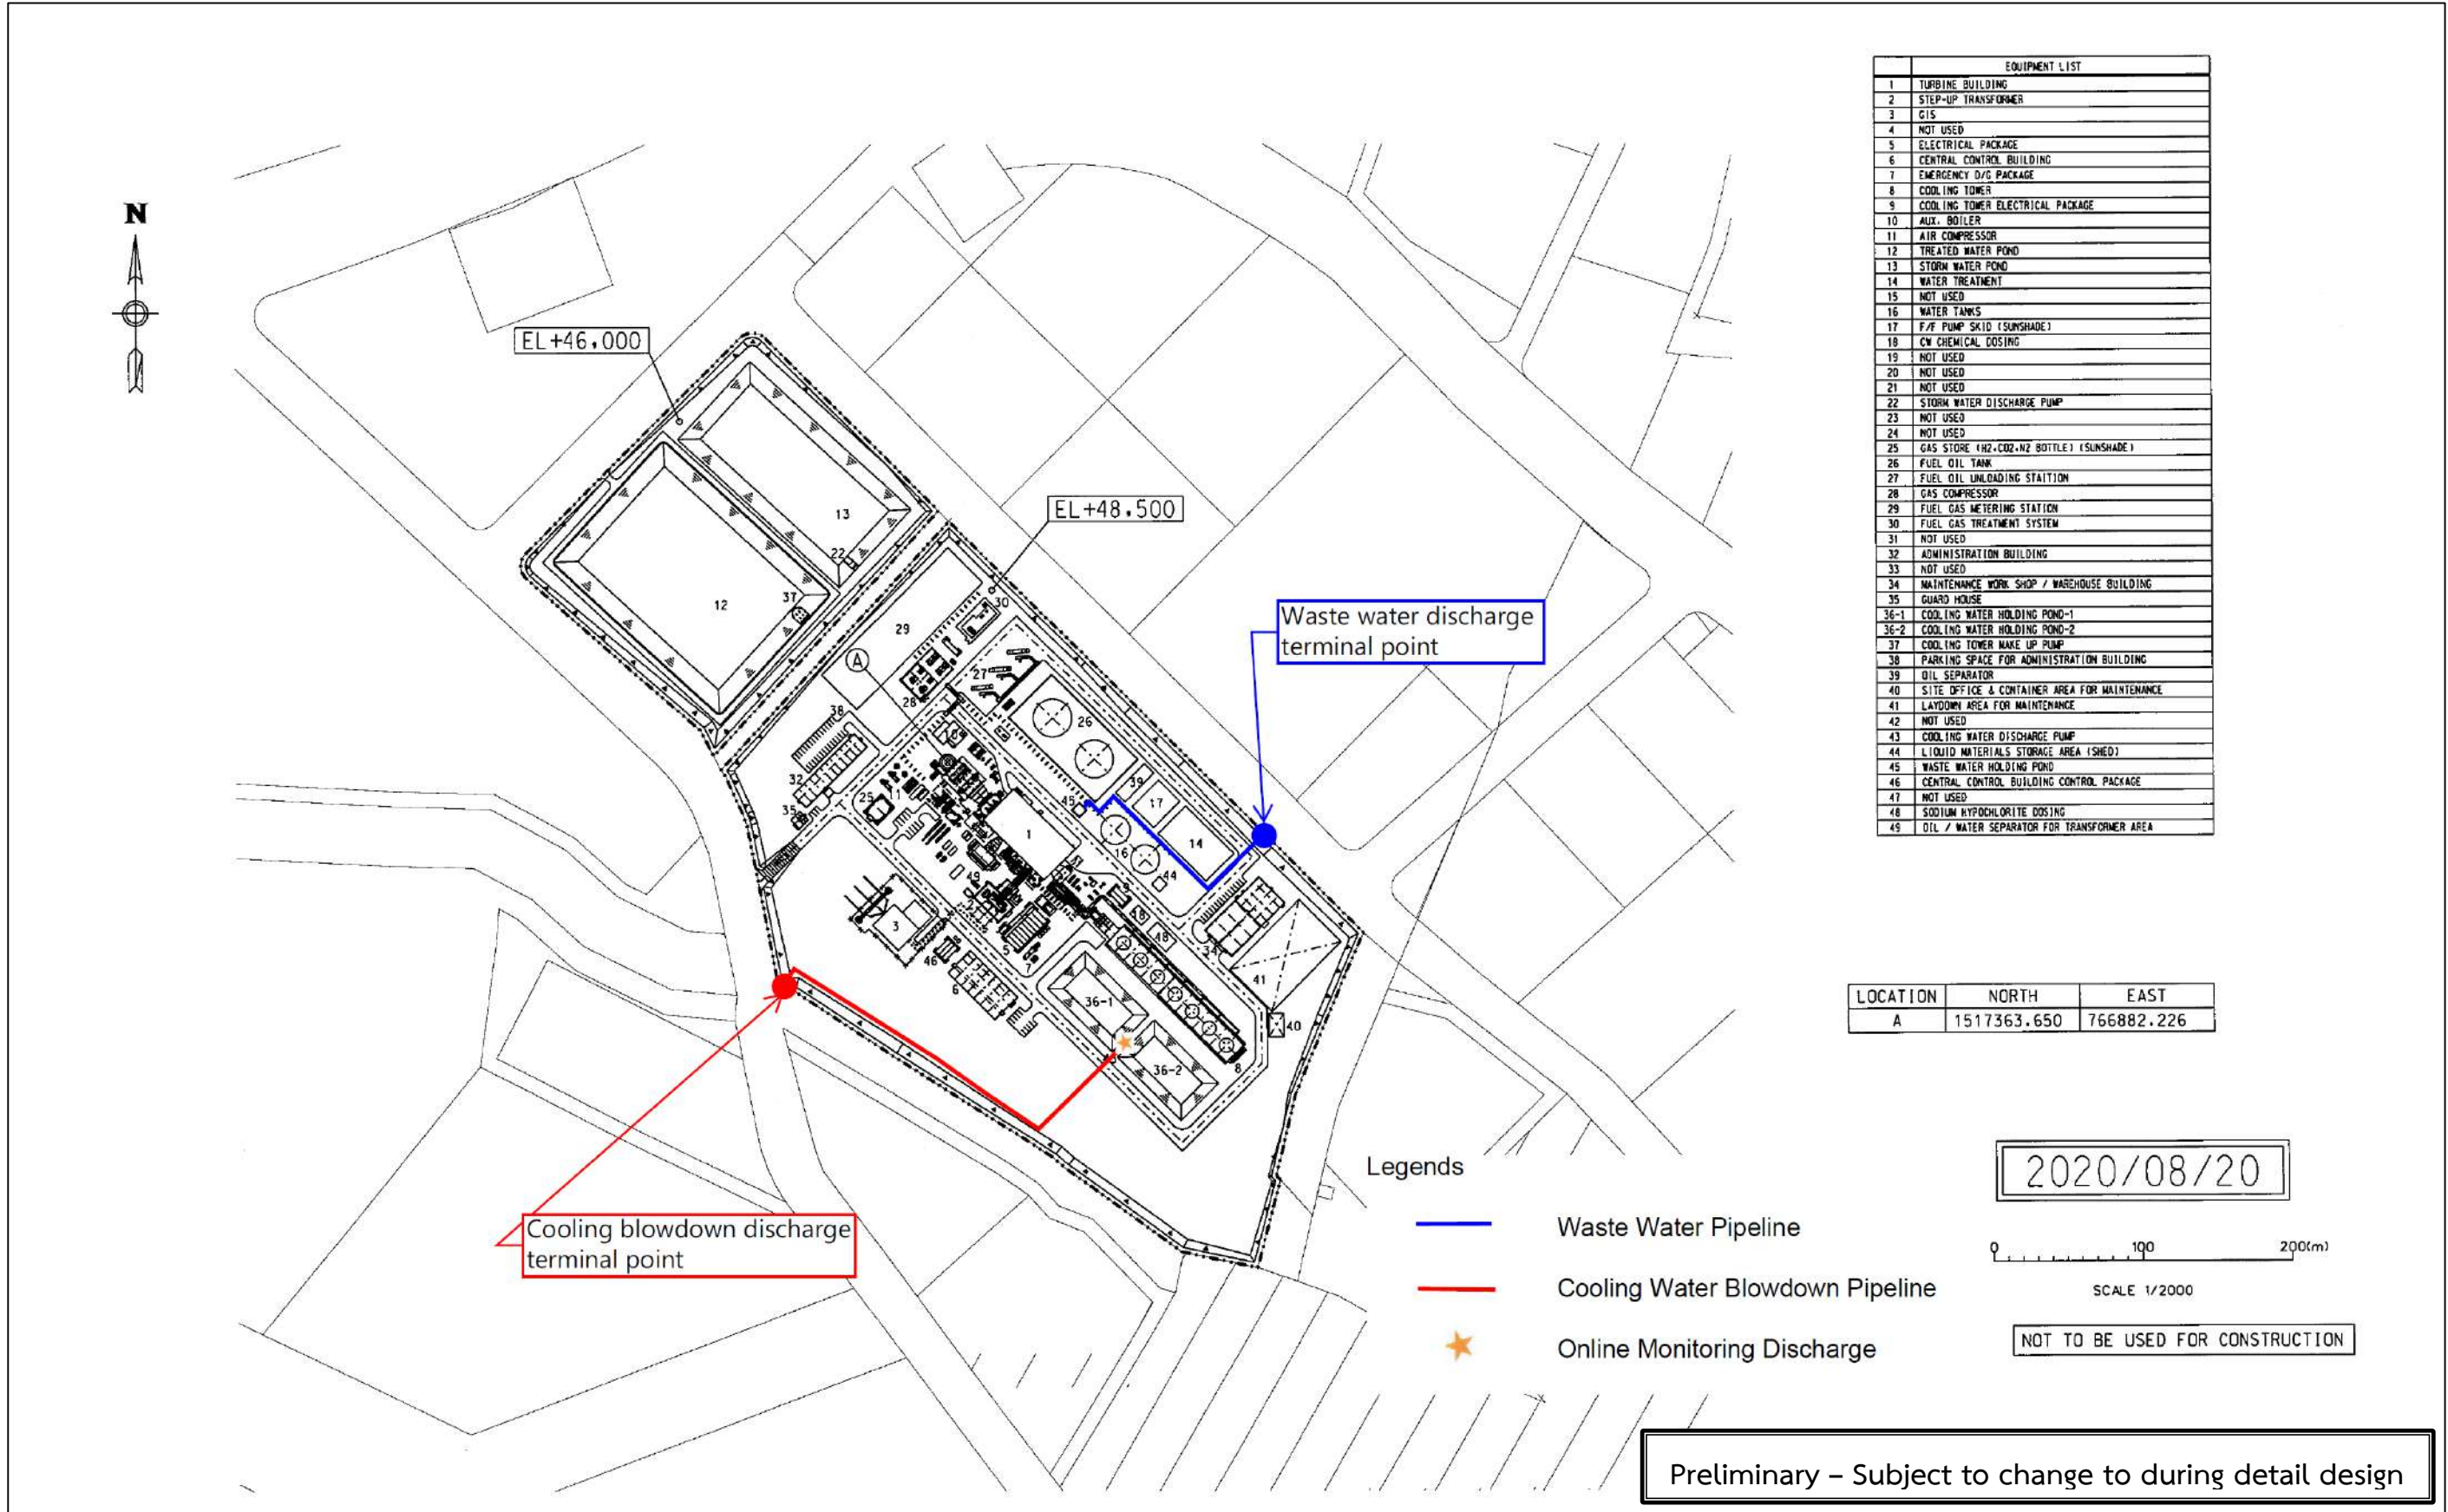 N
EL+46.000
EL+48.500
Waste water discharge
terminal point
Cooling blowdown discharge
terminal point
13
22
12
37
29
30
A
27
28
26
38
10
32
35
25
11
39
17
45
1
14
16
44
49
9
18
48
3
46
5
7
6
34
41
40
36-1
36-2
8
EQUIPMENT LIST
1 TURBINE BUILDING
2 STEP-UP TRANSFORMER
3 GIS
4 NOT USED
5 ELECTRICAL PACKAGE
6 CENTRAL CONTROL BUILDING
7 EMERGENCY D/G PACKAGE
8 COOLING TOWER
9 COOLING TOWER ELECTRICAL PACKAGE
10 AUX. BOILER
11 AIR COMPRESSOR
12 TREATED WATER POND
13 STORM WATER POND
14 WATER TREATMENT
15 NOT USED
16 WATER TANKS
17 F/F PUMP SKID (SUNSHADE)
18 CW CHEMICAL DOSING
19 NOT USED
20 NOT USED
21 NOT USED
22 STORM WATER DISCHARGE PUMP
23 NOT USED
24 NOT USED
25 GAS STORE (H2.CO2.N2 BOTTLE) (SUNSHADE)
26 FUEL OIL TANK
27 FUEL OIL UNLOADING STAITION
28 GAS COMPRESSOR
29 FUEL GAS METERING STATION
30 FUEL GAS TREATMENT SYSTEM
31 NOT USED
32 ADMINISTRATION BUILDING
33 NOT USED
34 MAINTENANCE WORK SHOP / WAREHOUSE BUILDING
35 GUARD HOUSE
36-1 COOLING WATER HOLDING POND-1
36-2 COOLING WATER HOLDING POND-2
37 COOLING TOWER MAKE UP PUMP
38 PARKING SPACE FOR ADMINISTRATION BUILDING
39 OIL SEPARATOR
40 SITE OFFICE & CONTAINER AREA FOR MAINTENANCE
41 LAYDOWN AREA FOR MAINTENANCE
42 NOT USED
43 COOLING WATER DISCHARGE PUMP
44 LIQUID MATERIALS STORAGE AREA (SHED)
45 WASTE WATER HOLDING POND
46 CENTRAL CONTROL BUILDING CONTROL PACKAGE
47 NOT USED
48 SODIUM HYPOCHLORITE DOSING
49 OIL / WATER SEPARATOR FOR TRANSFORMER AREA
LOCATION NORTH EAST
A 1517363.650 766882.226
Legends
Waste Water Pipeline
Cooling Water Blowdown Pipeline
Online Monitoring Discharge
2020/08/20
0 100 200(m)
SCALE 1/2000
NOT TO BE USED FOR CONSTRUCTION
Preliminary – Subject to change to during detail design